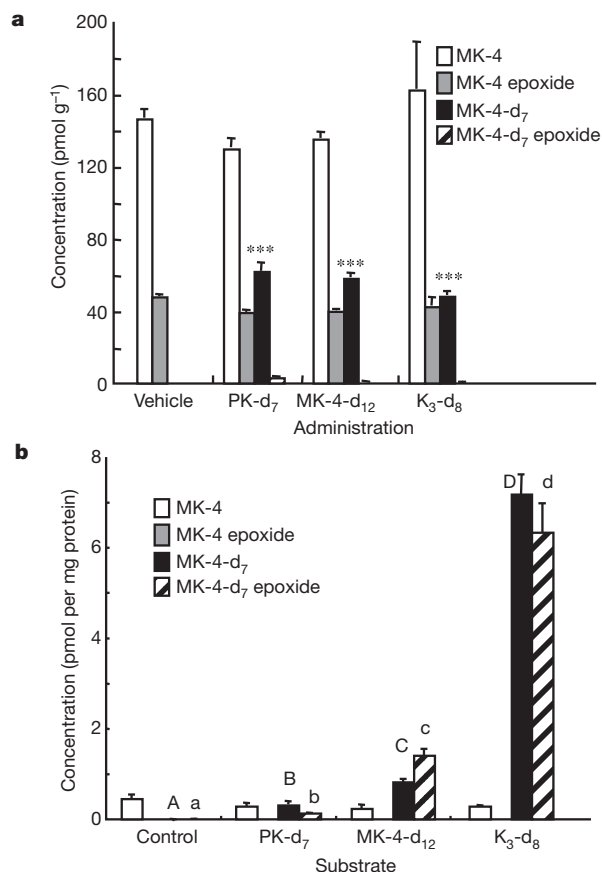 a
200
160
120
80
40
0
Concentration (pmol g⁻¹)
MK-4
MK-4 epoxide
MK-4-d₇
MK-4-d₇ epoxide
*** *** ***
Vehicle PK-d₇ MK-4-d₁₂ K₃-d₈
Administration
b
8
6
4
2
0
Concentration (pmol per mg protein)
MK-4
MK-4 epoxide
MK-4-d₇
MK-4-d₇ epoxide
A a B b C c D d
Control PK-d₇ MK-4-d₁₂ K₃-d₈
Substrate